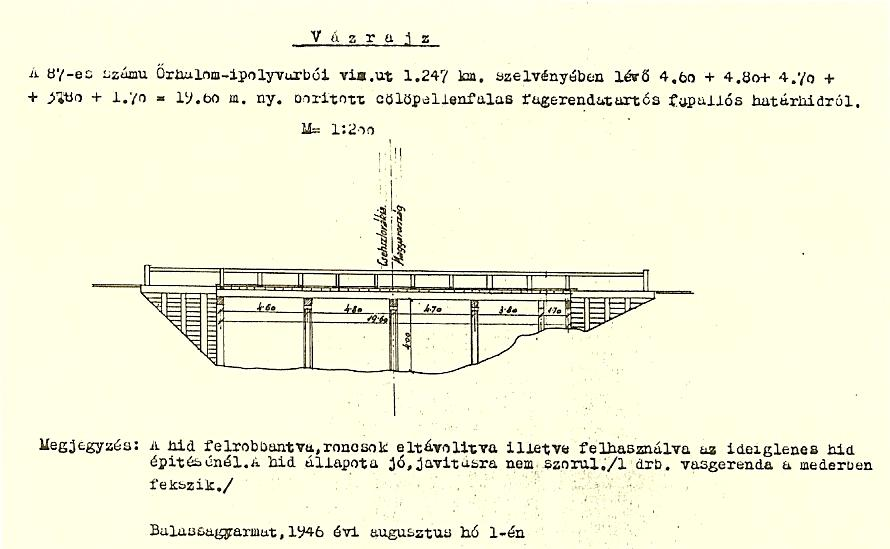 Vázrajz
A 87-es számu Őrhalom-ipolyvarbói vim.ut 1.247 km. szelvényében lévő 4.60 + 4.80+ 4.70 +
+ 3.80 + 1.70 = 19.60 m. ny. boritott cölöpellenfalas fagerendatartós fapallós határhidról.
M= 1:200
Csehszlovákia
Magyarország
4.60
4.80
4.70
3.80
1.70
19.60
4.00
Megjegyzés: A hid felrobbantva,roncsok eltávolitva illetve felhasználva az ideiglenes hid
épitésénél.A hid állapota jó,javitásra nem szorul./1 drb. vasgerenda a mederben
fekszik./
Balassagyarmat,1946 évi augusztus hó 1-én